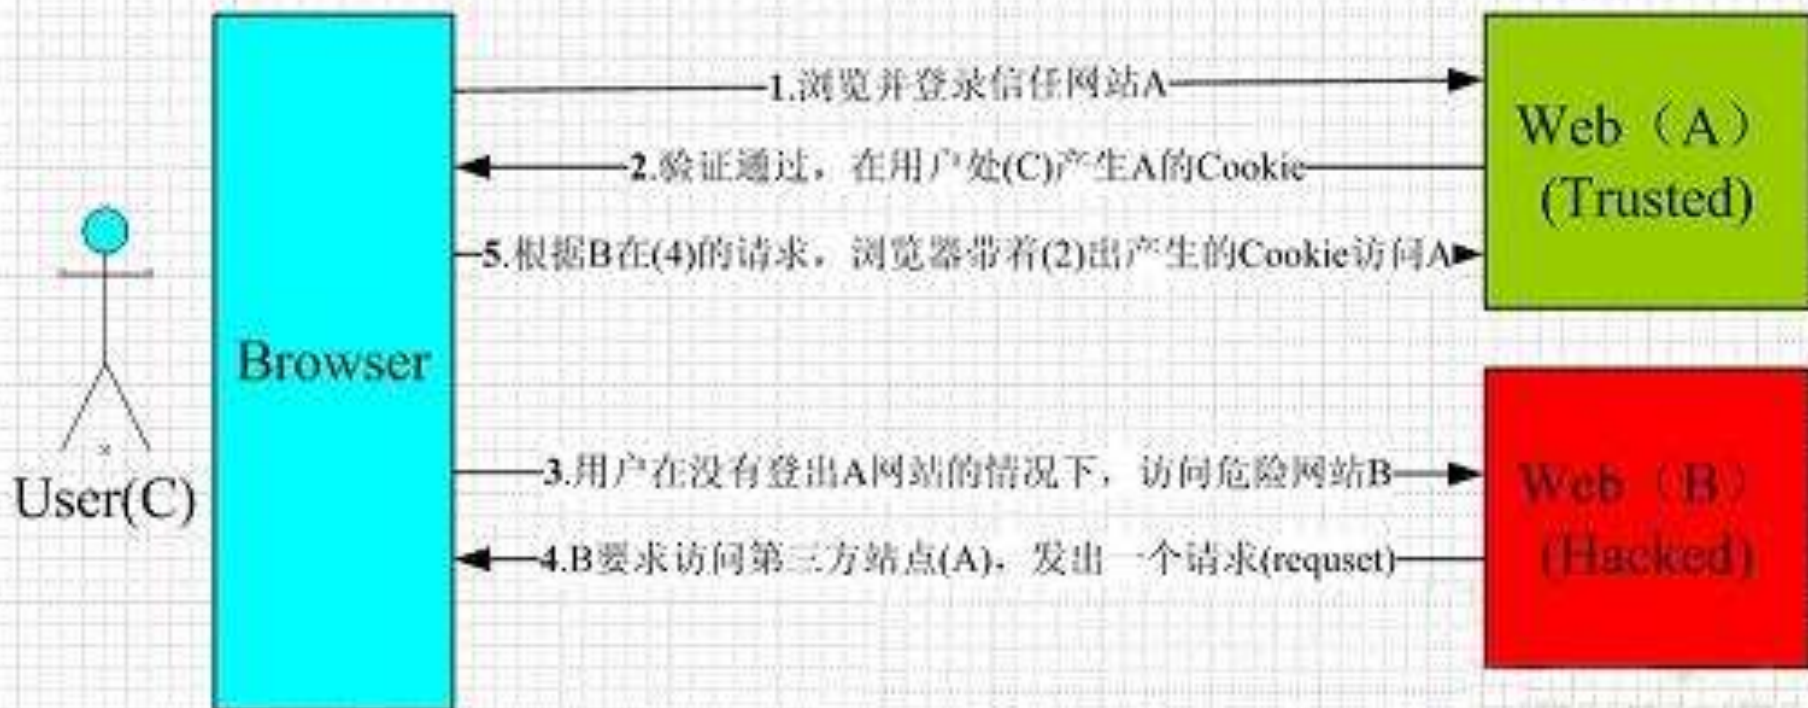 1.浏览并登录信任网站A
Web（A）
(Trusted)
2.验证通过，在用户处(C)产生A的Cookie
5.根据B在(4)的请求，浏览器带着(2)出产生的Cookie访问A
Browser
User(C)
3.用户在没有登出A网站的情况下，访问危险网站B
Web（B）
(Hacked)
4.B要求访问第三方站点(A)，发出一个请求(requset)